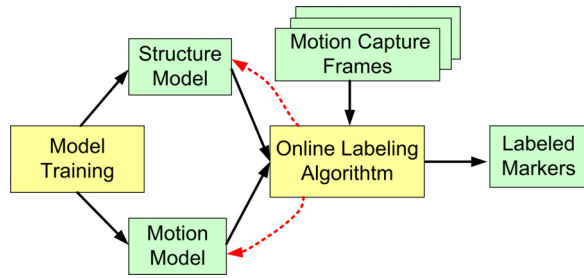 Structure
Model
Motion Capture
Frames
Model
Training
Online Labeling
Algorithtm
Labeled
Markers
Motion
Model